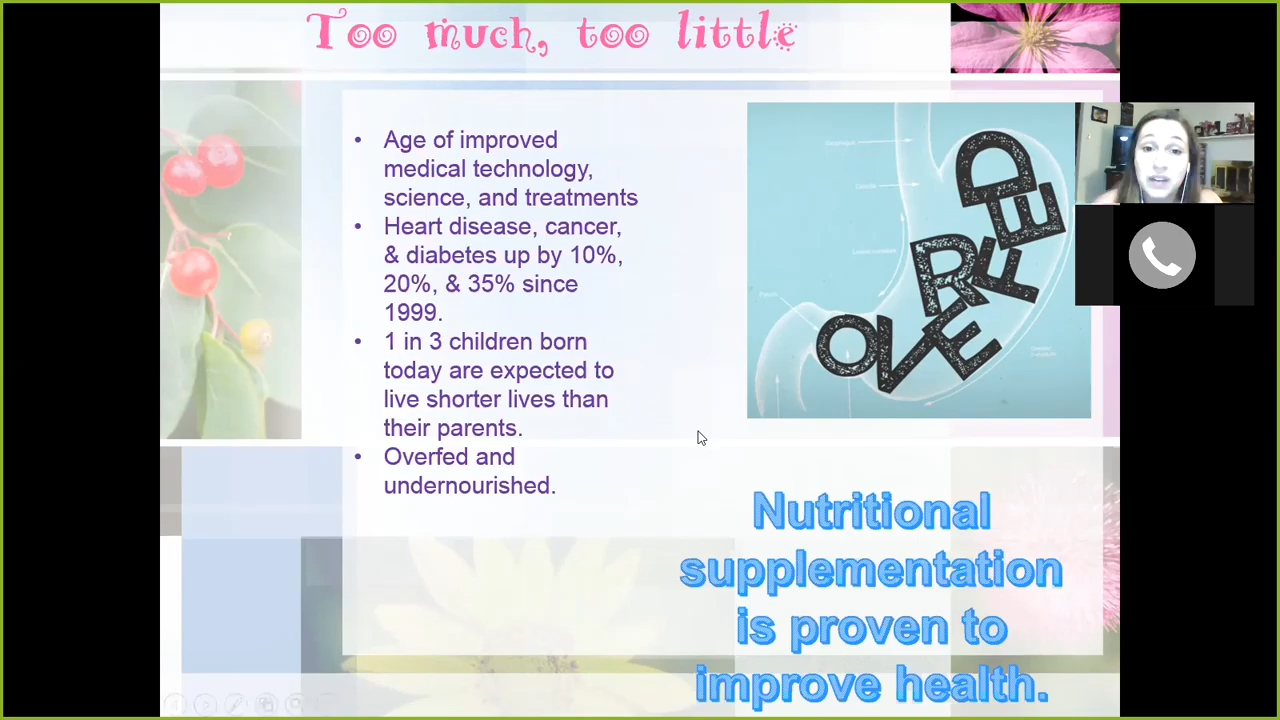 Too much, too little
• Age of improved
medical technology,
science, and treatments
• Heart disease, cancer,
& diabetes up by 10%,
20%, & 35% since
1999.
• 1 in 3 children born
today are expected to
live shorter lives than
their parents.
• Overfed and
undernourished.
OVERFED
Nutritional
supplementation
is proven to
improve health.